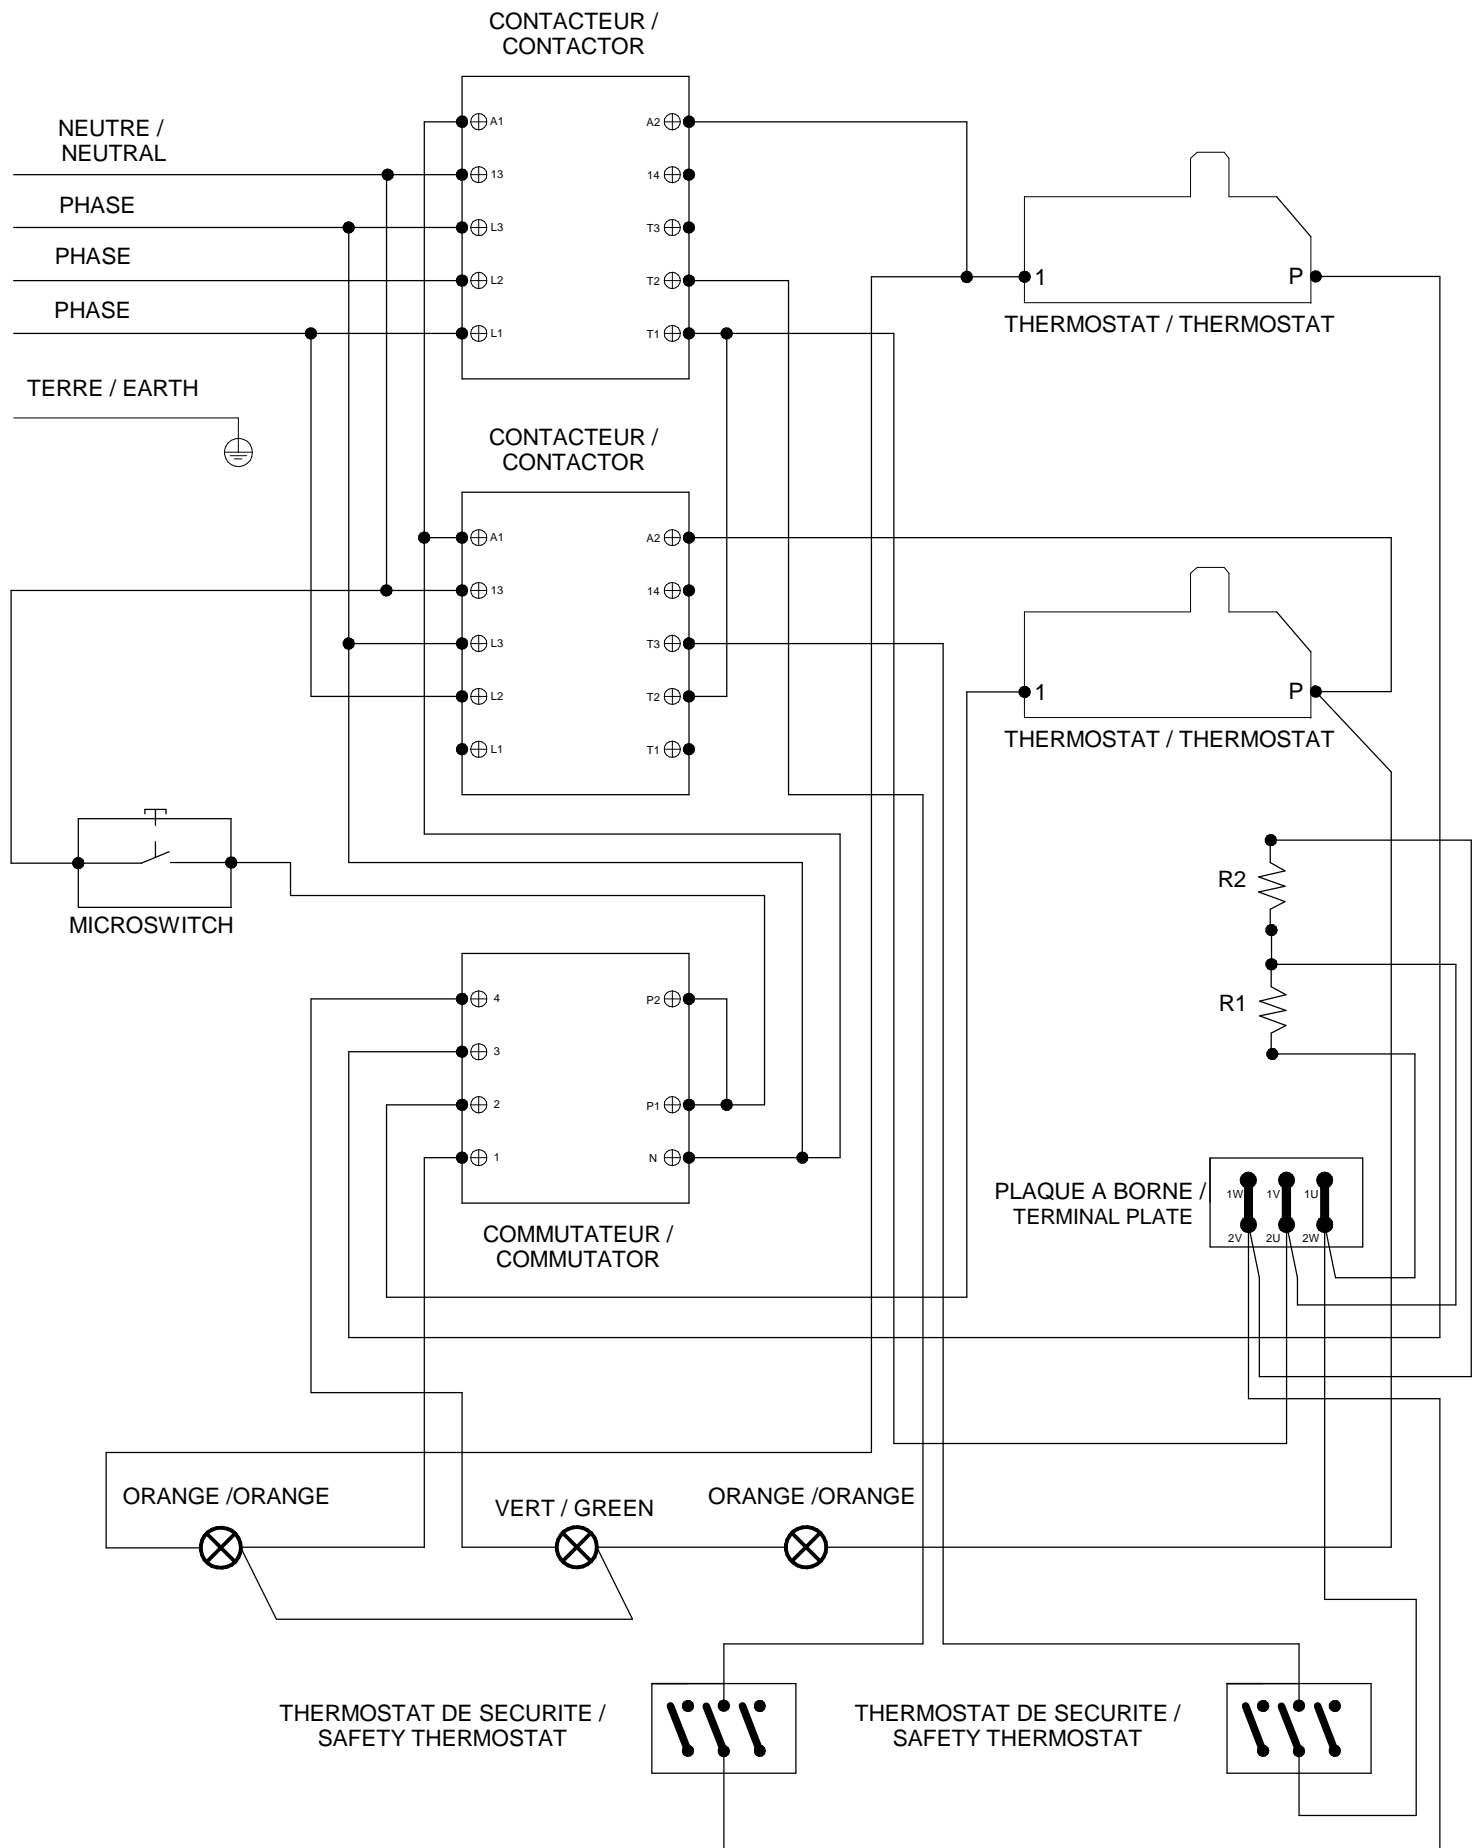 CONTACTEUR /
CONTACTOR
NEUTRE /
NEUTRAL
PHASE
PHASE
PHASE
TERRE / EARTH
A1
13
L3
L2
L1
A2
14
T3
T2
T1
1
P
THERMOSTAT / THERMOSTAT
CONTACTEUR /
CONTACTOR
A1
13
L3
L2
L1
A2
14
T3
T2
T1
1
P
THERMOSTAT / THERMOSTAT
MICROSWITCH
R2
R1
4
3
2
1
P2
P1
N
COMMUTATEUR /
COMMUTATOR
PLAQUE A BORNE /
TERMINAL PLATE
1W
1V
1U
2V
2U
2W
ORANGE /ORANGE
VERT / GREEN
ORANGE /ORANGE
THERMOSTAT DE SECURITE /
SAFETY THERMOSTAT
THERMOSTAT DE SECURITE /
SAFETY THERMOSTAT